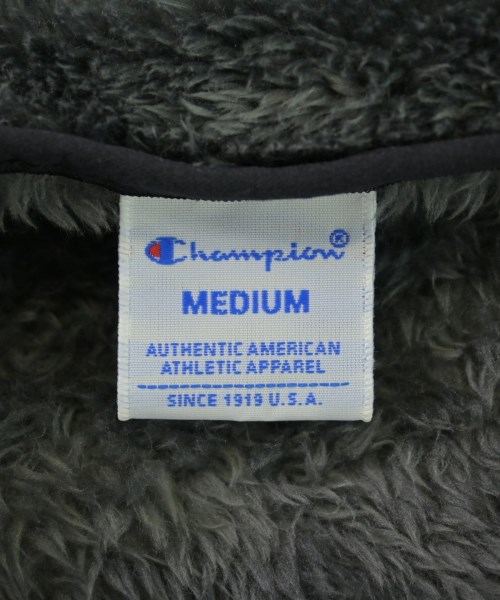 Champion®
MEDIUM
AUTHENTIC AMERICAN
ATHLETIC APPAREL
SINCE 1919 U.S.A.